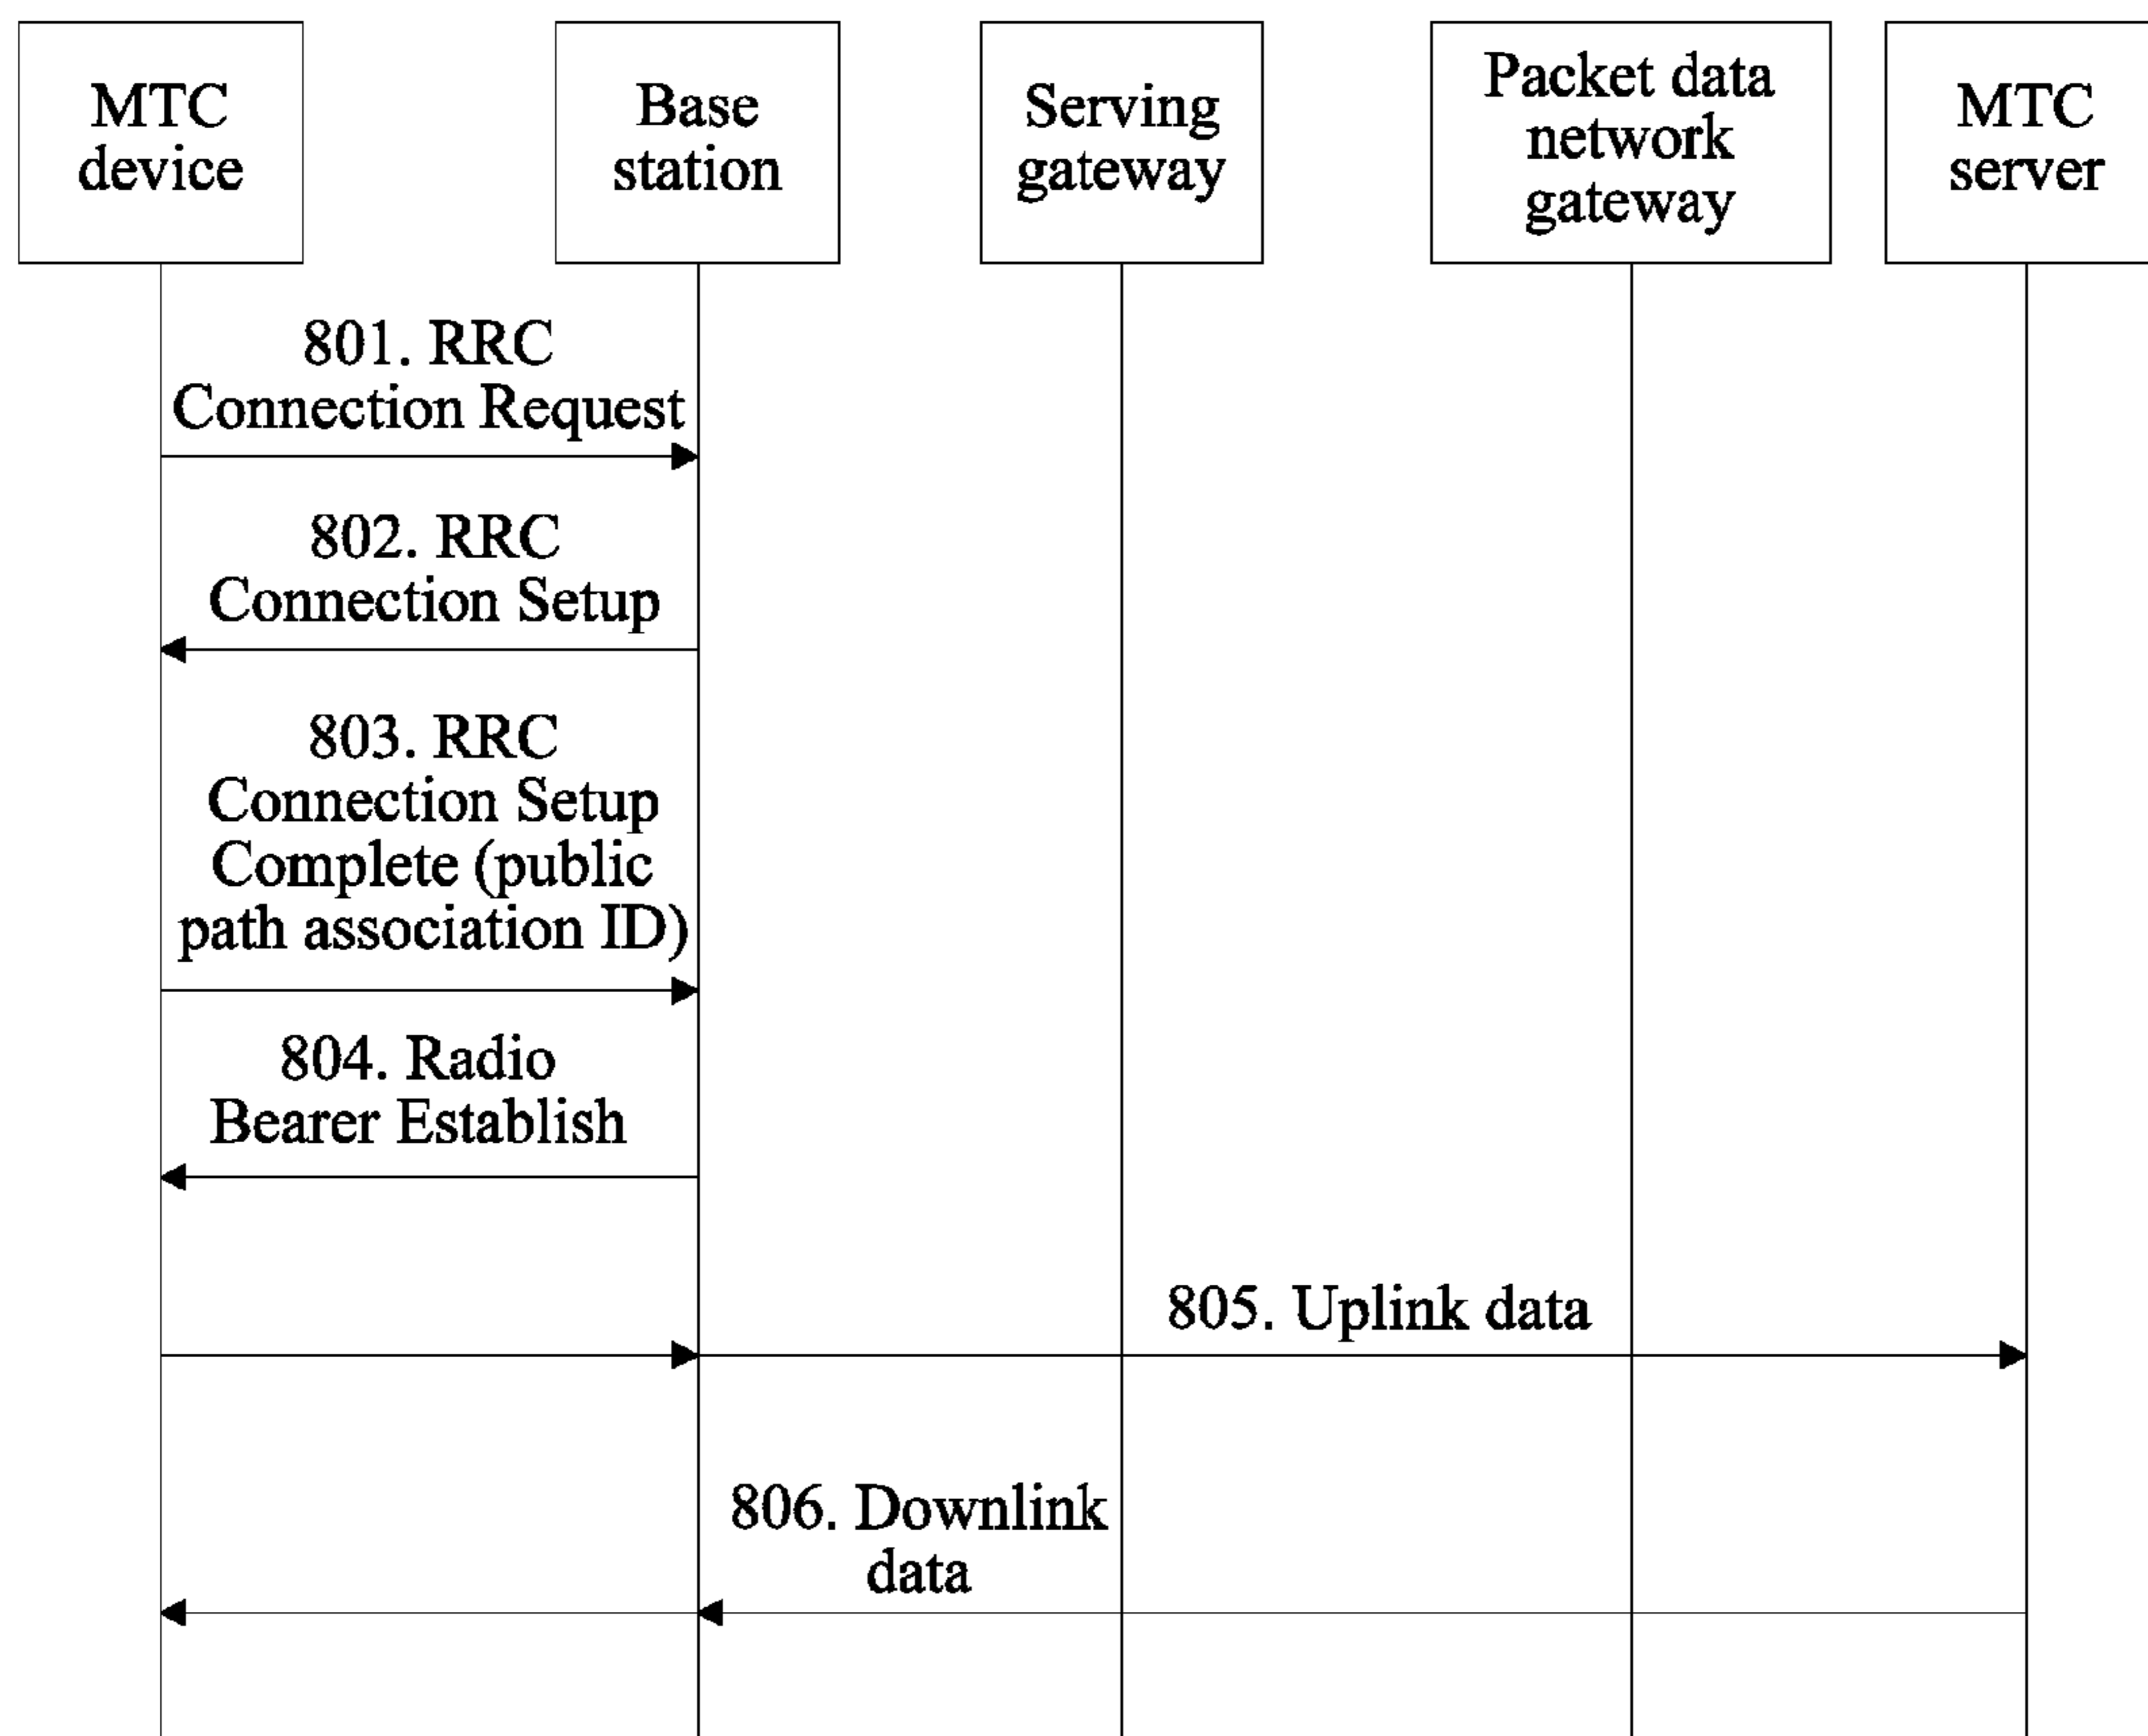 MTC
device
Base
station
Serving
gateway
Packet data
network
gateway
MTC
server
801. RRC
Connection Request
802. RRC
Connection Setup
803. RRC
Connection Setup
Complete (public
path association ID)
804. Radio
Bearer Establish
805. Uplink data
806. Downlink
data